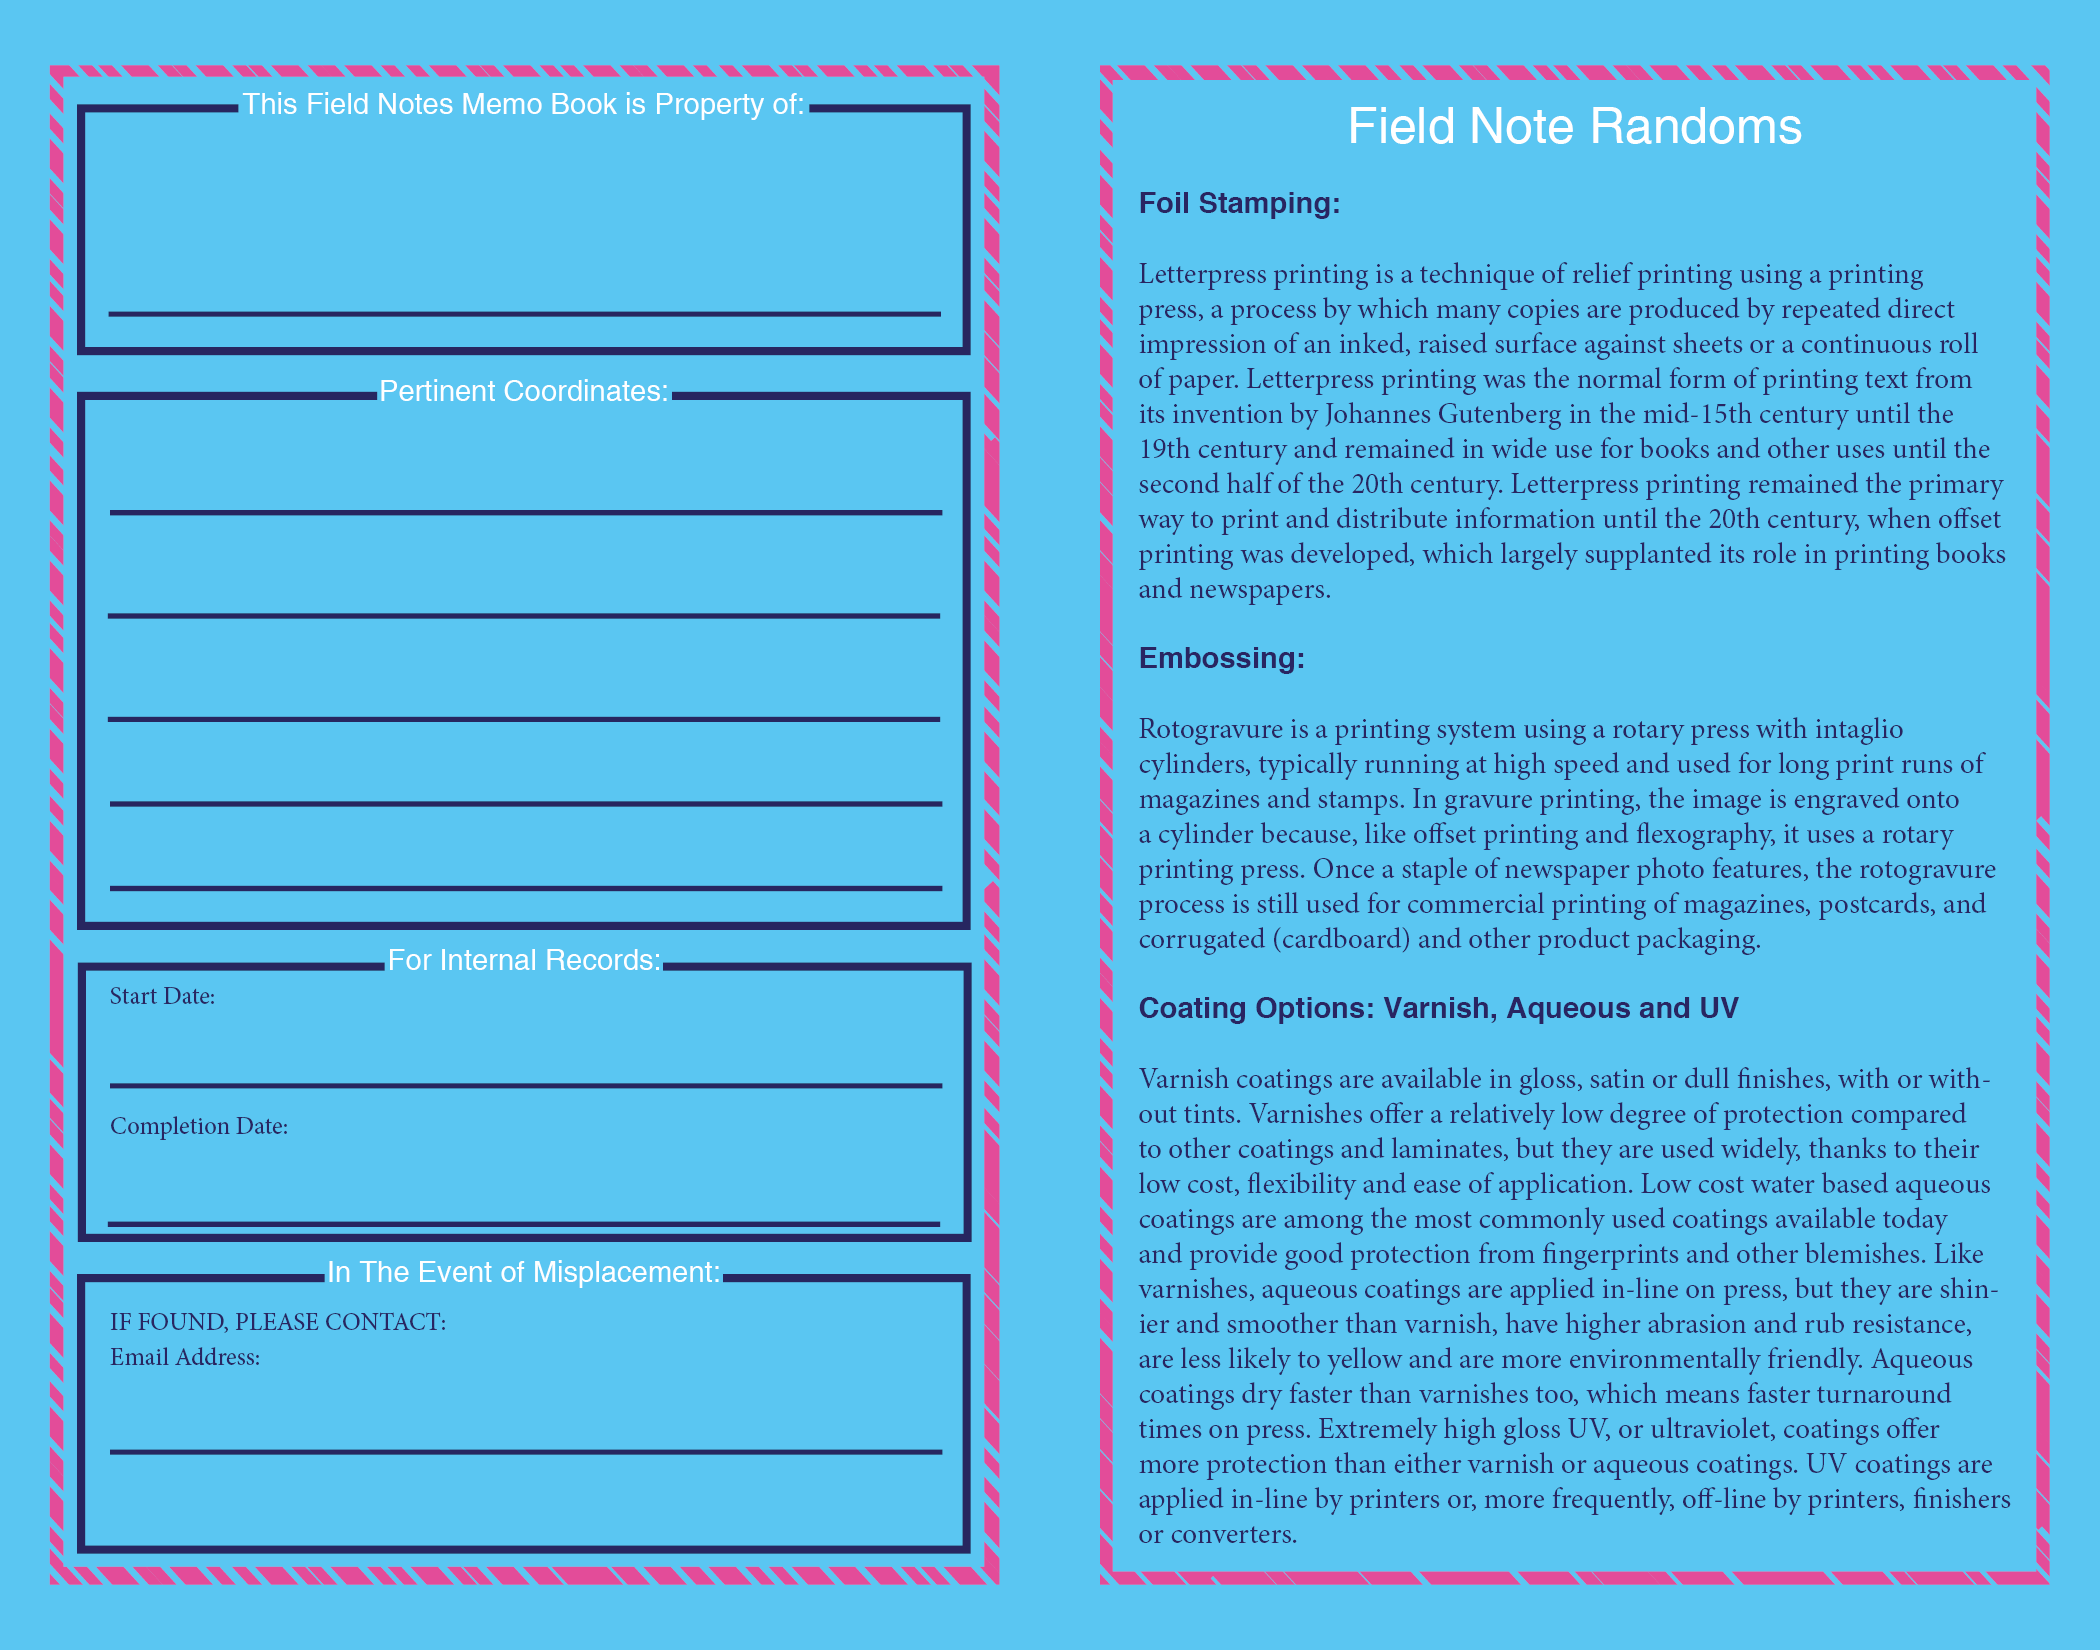 This Field Notes Memo Book is Property of:
Pertinent Coordinates:
For Internal Records:
Start Date:
Completion Date:
In The Event of Misplacement:
IF FOUND, PLEASE CONTACT:
Email Address:
Field Note Randoms
Foil Stamping:
Letterpress printing is a technique of relief printing using a printing
press, a process by which many copies are produced by repeated direct
impression of an inked, raised surface against sheets or a continuous roll
of paper. Letterpress printing was the normal form of printing text from
its invention by Johannes Gutenberg in the mid-15th century until the
19th century and remained in wide use for books and other uses until the
second half of the 20th century. Letterpress printing remained the primary
way to print and distribute information until the 20th century, when offset
printing was developed, which largely supplanted its role in printing books
and newspapers.
Embossing:
Rotogravure is a printing system using a rotary press with intaglio
cylinders, typically running at high speed and used for long print runs of
magazines and stamps. In gravure printing, the image is engraved onto
a cylinder because, like offset printing and flexography, it uses a rotary
printing press. Once a staple of newspaper photo features, the rotogravure
process is still used for commercial printing of magazines, postcards, and
corrugated (cardboard) and other product packaging.
Coating Options: Varnish, Aqueous and UV
Varnish coatings are available in gloss, satin or dull finishes, with or with-
out tints. Varnishes offer a relatively low degree of protection compared
to other coatings and laminates, but they are used widely, thanks to their
low cost, flexibility and ease of application. Low cost water based aqueous
coatings are among the most commonly used coatings available today
and provide good protection from fingerprints and other blemishes. Like
varnishes, aqueous coatings are applied in-line on press, but they are shin-
ier and smoother than varnish, have higher abrasion and rub resistance,
are less likely to yellow and are more environmentally friendly. Aqueous
coatings dry faster than varnishes too, which means faster turnaround
times on press. Extremely high gloss UV, or ultraviolet, coatings offer
more protection than either varnish or aqueous coatings. UV coatings are
applied in-line by printers or, more frequently, off-line by printers, finishers
or converters.